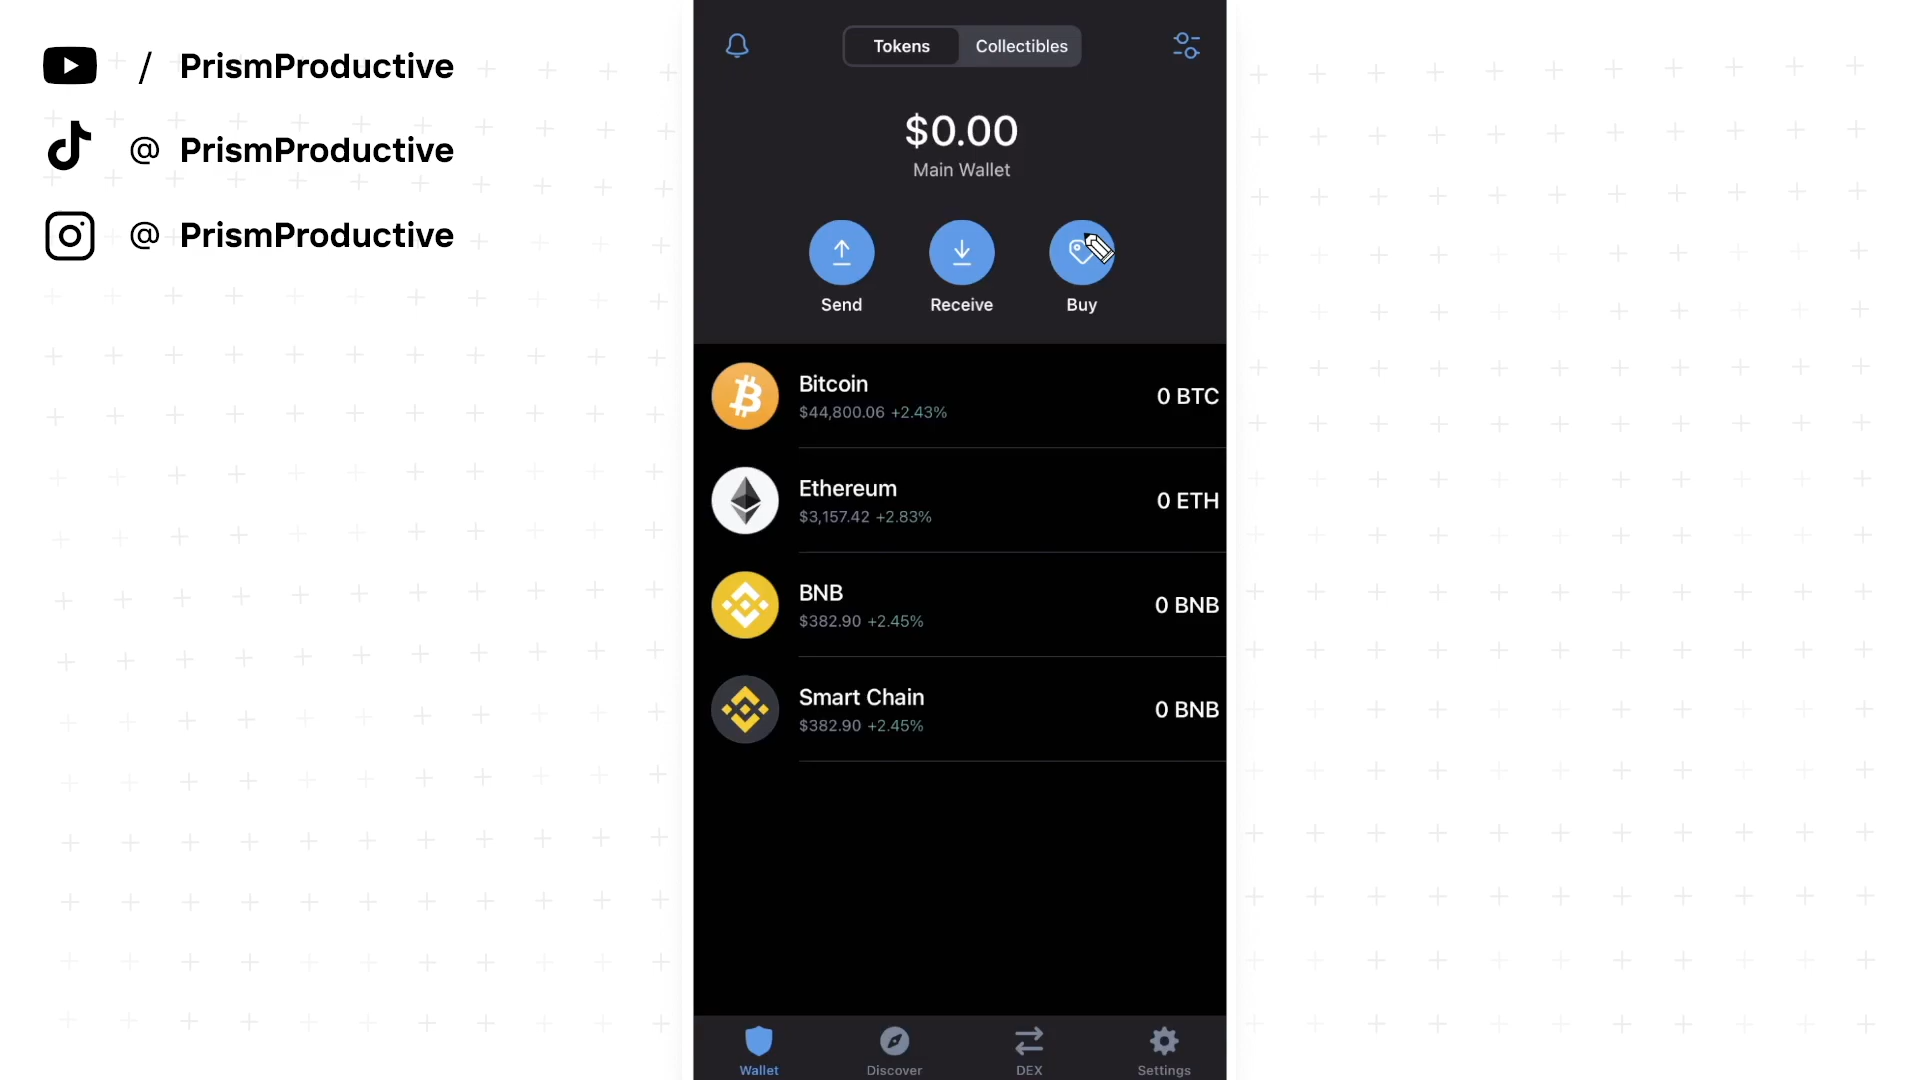 / PrismProductive
@ PrismProductive
@ PrismProductive
Tokens Collectibles
$0.00
Main Wallet
Send Receive Buy
Bitcoin
$44,800.06 +2.43%
0 BTC
Ethereum
$3,157.42 +2.83%
0 ETH
BNB
$382.90 +2.45%
0 BNB
Smart Chain
$382.90 +2.45%
0 BNB
Wallet Discover DEX Settings